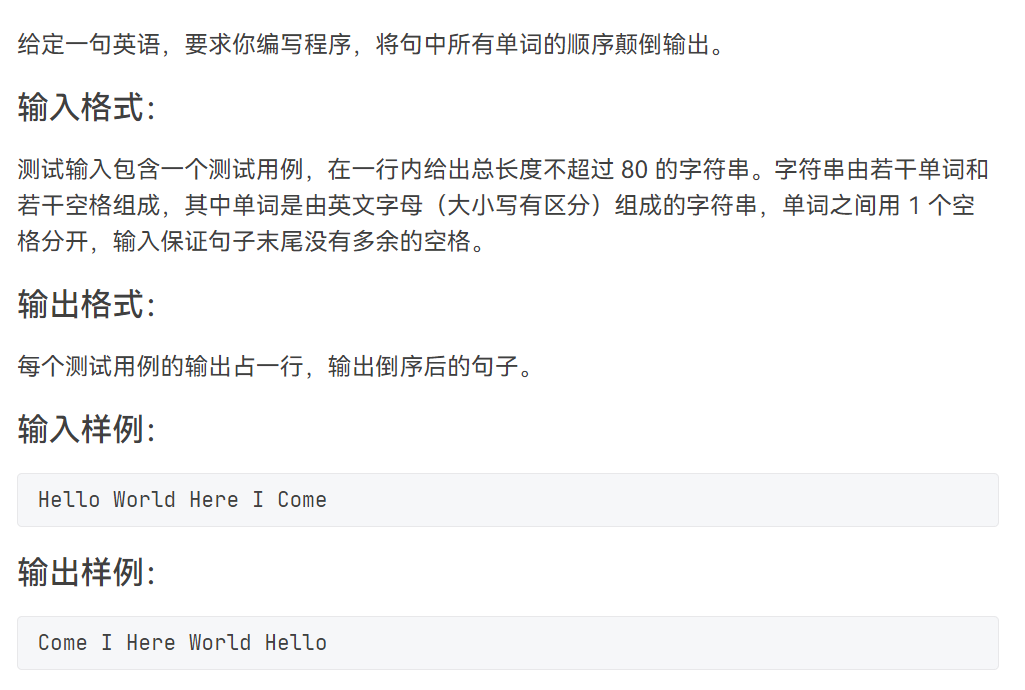 给定一句英语，要求你编写程序，将句中所有单词的顺序颠倒输出。
输入格式：
测试输入包含一个测试用例，在一行内给出总长度不超过 80 的字符串。字符串由若干单词和
若干空格组成，其中单词是由英文字母（大小写有区分）组成的字符串，单词之间用 1 个空
格分开，输入保证句子末尾没有多余的空格。
输出格式：
每个测试用例的输出占一行，输出倒序后的句子。
输入样例：
Hello World Here I Come
输出样例：
Come I Here World Hello